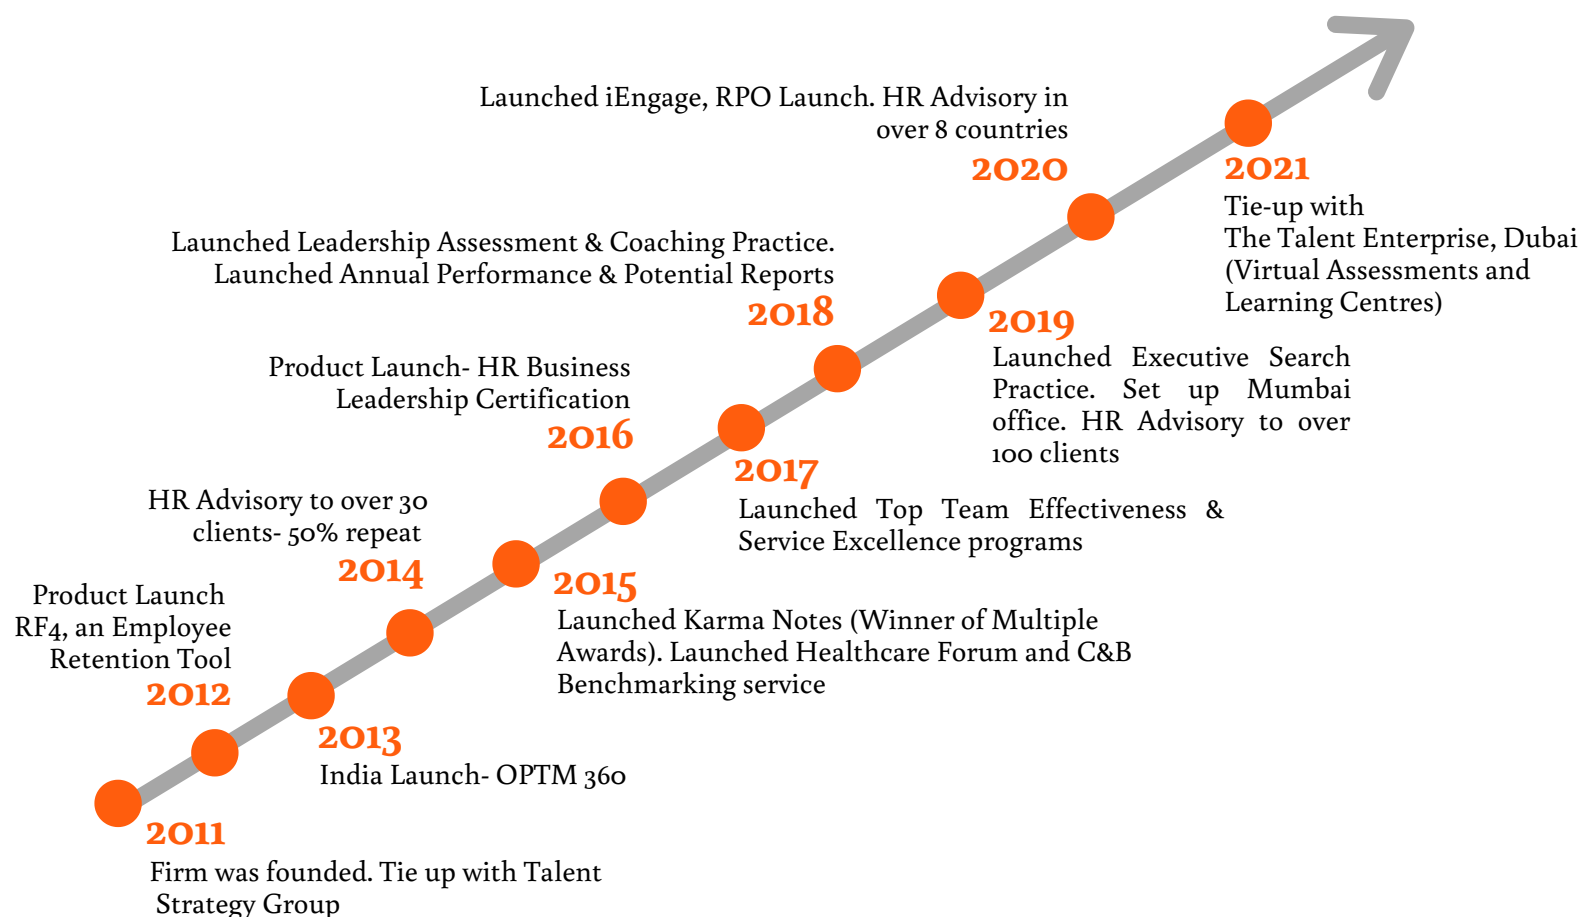 Launched iEngage, RPO Launch. HR Advisory in
over 8 countries
2020
2021
Tie-up with
The Talent Enterprise, Dubai
(Virtual Assessments and
Learning Centres)
Launched Leadership Assessment & Coaching Practice.
Launched Annual Performance & Potential Reports
2018
2019
Launched Executive Search
Practice. Set up Mumbai
office. HR Advisory to over
100 clients
Product Launch- HR Business
Leadership Certification
2016
2017
Launched Top Team Effectiveness &
Service Excellence programs
HR Advisory to over 30
clients- 50% repeat
2014
2015
Launched Karma Notes (Winner of Multiple
Awards). Launched Healthcare Forum and C&B
Benchmarking service
Product Launch
RF4, an Employee
Retention Tool
2012
2013
India Launch- OPTM 360
2011
Firm was founded. Tie up with Talent
Strategy Group